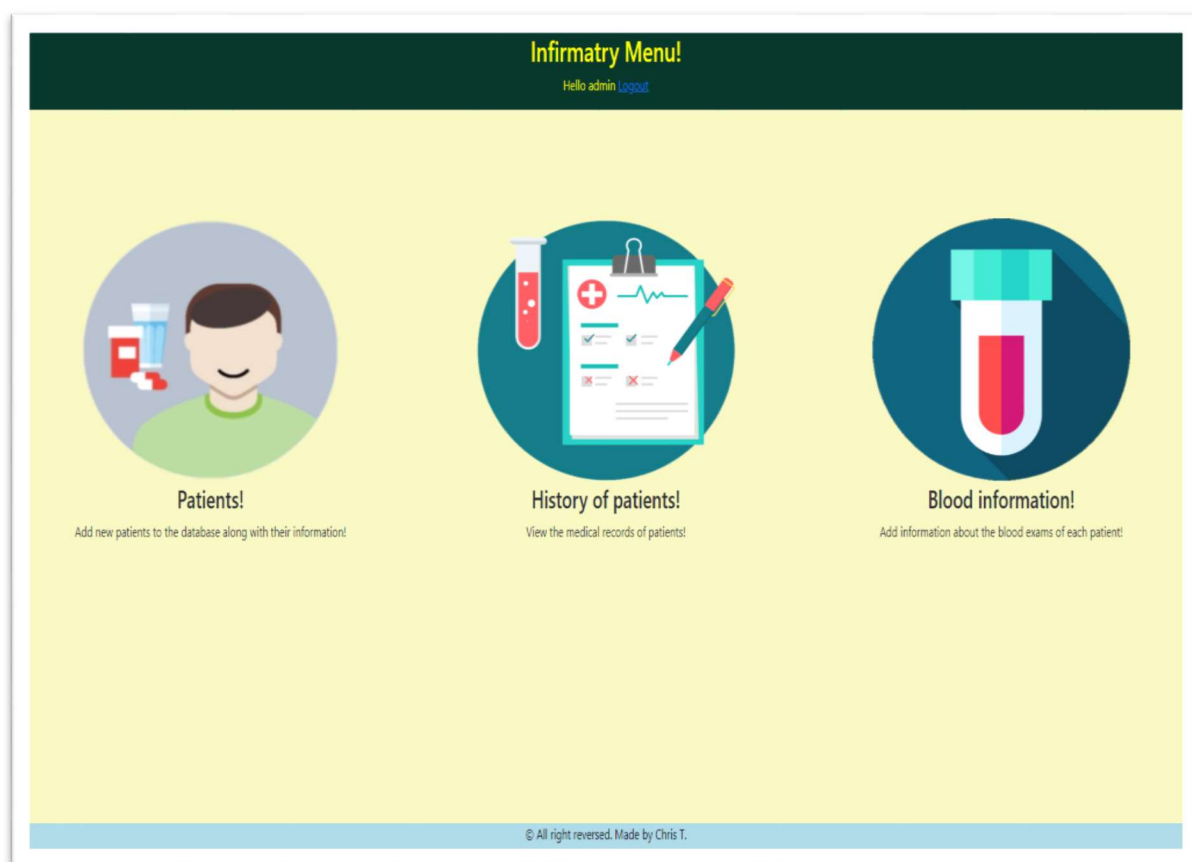 Infirmatry Menu!
Hello admin Logout
Patients!
Add new patients to the database along with their information!
History of patients!
View the medical records of patients!
Blood information!
Add information about the blood exams of each patient!
© All right reversed. Made by Chris T.